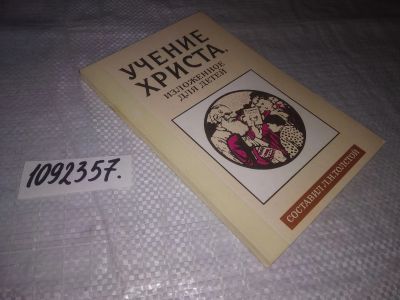 УЧЕНИЕ
ХРИСТА,
ИЗЛОЖЕННОЕ
ДЛЯ ДЕТЕЙ
СОСТАВИЛ Л.Н.ТОЛСТОЙ
1092357.